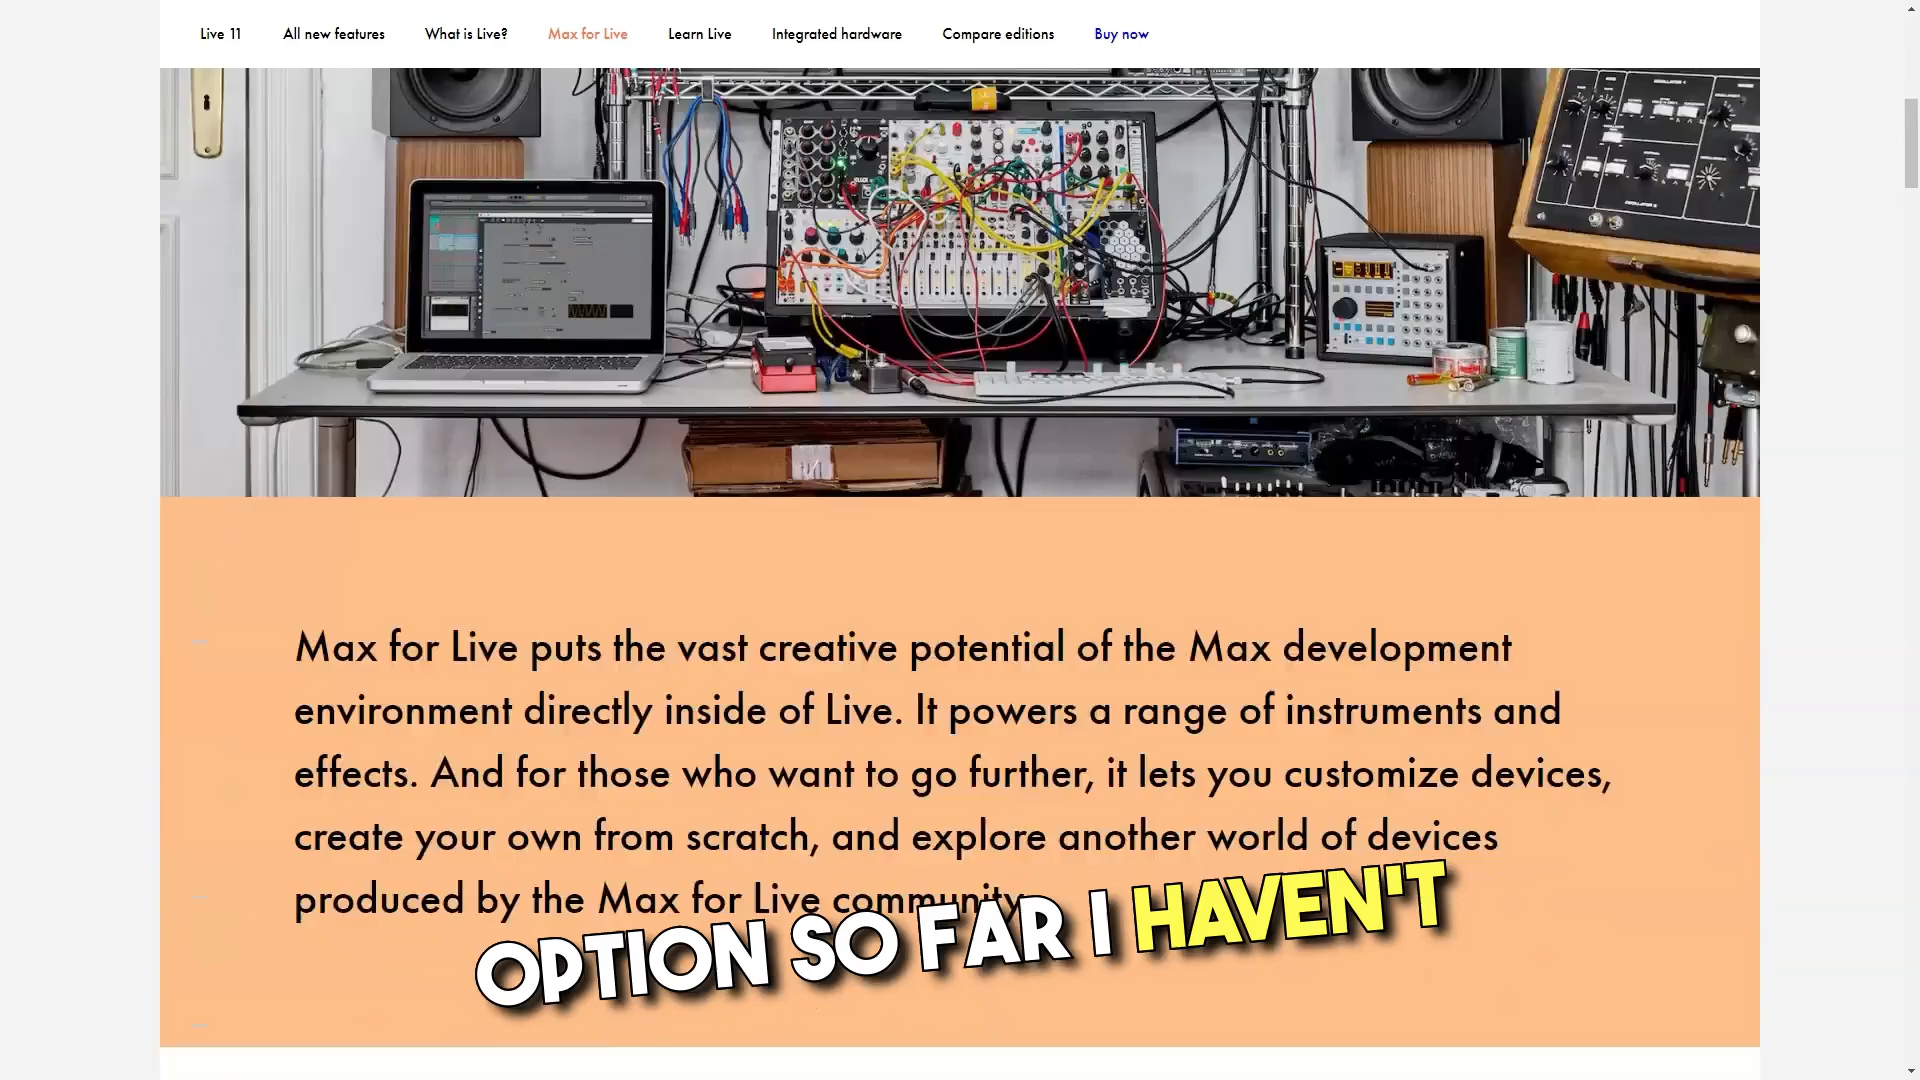 Live 11 All new features What is Live? Max for Live Learn Live Integrated hardware Compare editions Buy now
Max for Live puts the vast creative potential of the Max development
environment directly inside of Live. It powers a range of instruments and
effects. And for those who want to go further, it lets you customize devices,
create your own from scratch, and explore another world of devices
produced by the Max for Live community.
OPTION SO FAR I HAVEN'T